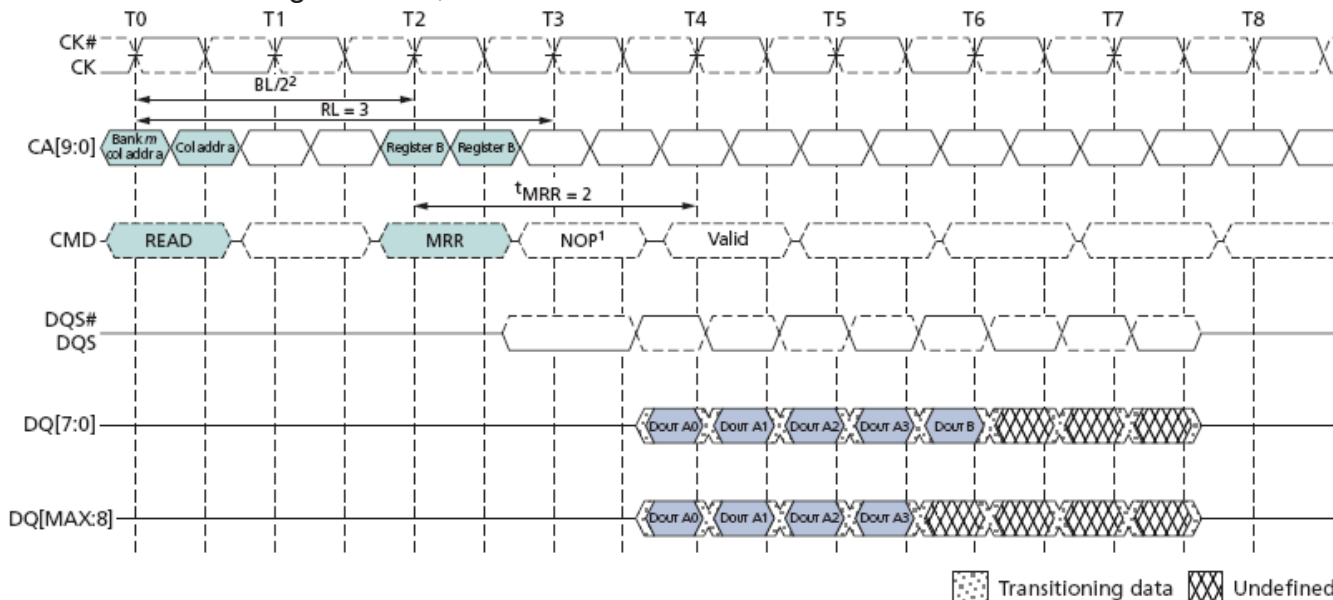 T0 T1 T2 T3 T4 T5 T6 T7 T8
CK#
CK
BL/2²
RL = 3
CA[9:0] Bank m col addr a Col addr a Register B Register B
tMRR = 2
CMD READ MRR NOP¹ Valid
DQS#
DQS
DQ[7:0] DOUT A0 DOUT A1 DOUT A2 DOUT A3 DOUT B
DQ[MAX:8] DOUT A0 DOUT A1 DOUT A2 DOUT A3
Transitioning data Undefined